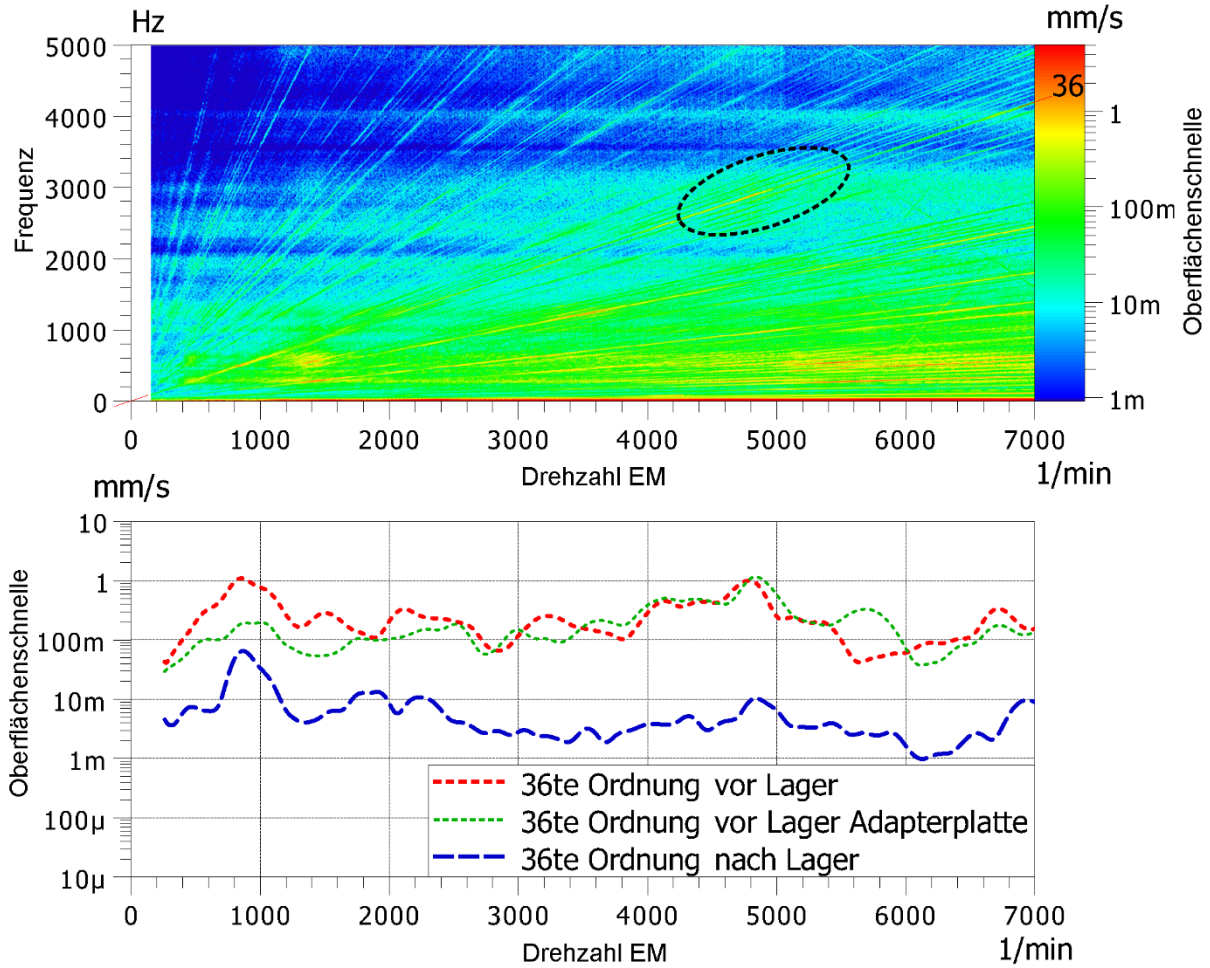 Hz
mm/s
5000
4000
3000
2000
1000
0
Frequenz
36
1
100m
10m
1m
Oberflächenschnelle
0 1000 2000 3000 4000 5000 6000 7000
Drehzahl EM
1/min
mm/s
10
1
100m
10m
1m
100µ
10µ
Oberflächenschnelle
36te Ordnung vor Lager
36te Ordnung vor Lager Adapterplatte
36te Ordnung nach Lager
0 1000 2000 3000 4000 5000 6000 7000
Drehzahl EM
1/min